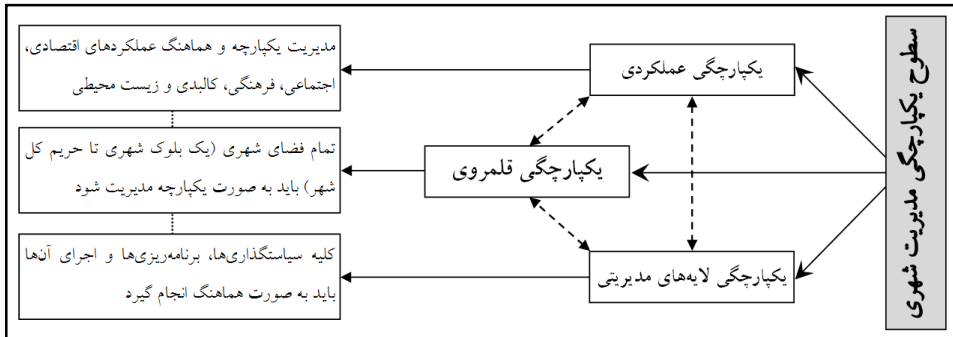 سطوح یکپارچگی مدیریت شهری
یکپارچگی عملکردی
مدیریت یکپارچه و هماهنگ عملکردهای اقتصادی،
اجتماعی، فرهنگی، کالبدی و زیست محیطی
یکپارچگی قلمروی
تمام فضای شهری (یک بلوک شهری تا حریم کل
شهر) باید به صورت یکپارچه مدیریت شود
یکپارچگی لایه‌های مدیریتی
کلیه سیاستگذاری‌ها، برنامه‌ریزی‌ها و اجرای آن‌ها
باید به صورت هماهنگ انجام گیرد